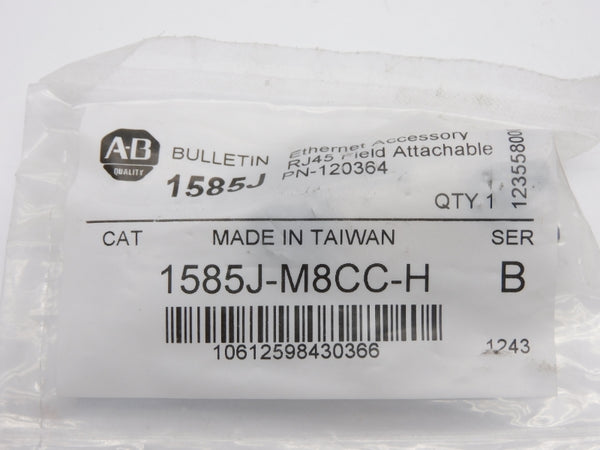 A-B
QUALITY
BULLETIN
1585J
Ethernet Accessory
RJ45 Field Attachable
PN-120364
QTY 1
12355800
CAT MADE IN TAIWAN SER
1585J-M8CC-H B
10612598430366
1243